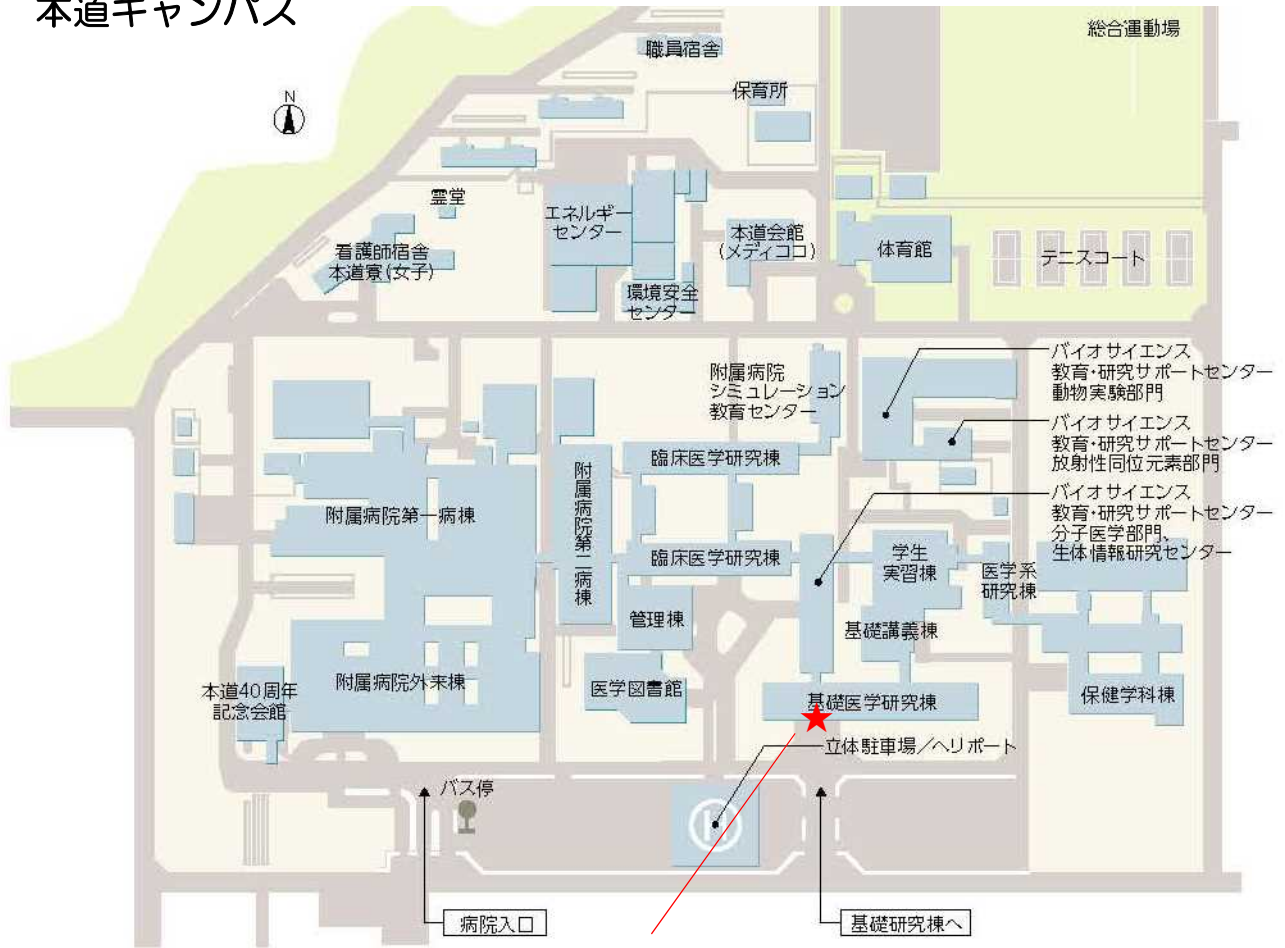 本道キャンパス
総合運動場
職員宿舎
保育所
N
霊堂
エネルギー
センター
本道会館
(メディココ)
体育館
テニスコート
看護師宿舎
本道寮(女子)
環境安全
センター
バイオサイエンス
教育・研究サポートセンター
動物実験部門
附属病院
シミュレーション
教育センター
バイオサイエンス
教育・研究サポートセンター
放射性同位元素部門
臨床医学研究棟
附属病院第二病棟
バイオサイエンス
教育・研究サポートセンター
分子医学部門、
生体情報研究センター
附属病院第一病棟
臨床医学研究棟
学生
実習棟
医学系
研究棟
管理棟
基礎講義棟
本道40周年
記念会館
附属病院外来棟
医学図書館
基礎医学研究棟
保健学科棟
立体駐車場/ヘリポート
バス停
H
病院入口
基礎研究棟へ